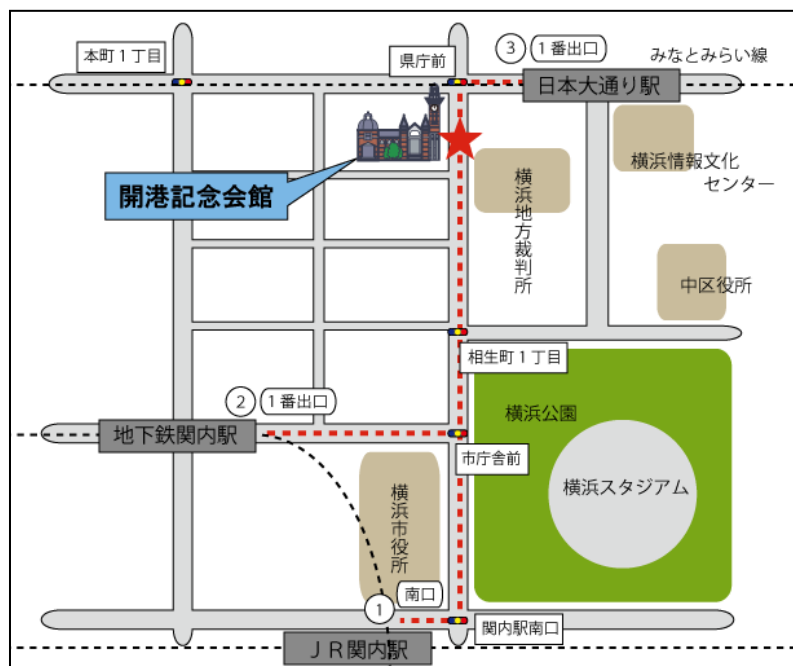 本町1丁目
県庁前
③
1番出口
みなとみらい線
日本大通り駅
横浜情報文化
センター
横浜地方裁判所
開港記念会館
中区役所
相生町1丁目
②
1番出口
地下鉄関内駅
横浜公園
市庁舎前
横浜スタジアム
横浜市役所
①
南口
関内駅南口
JR関内駅